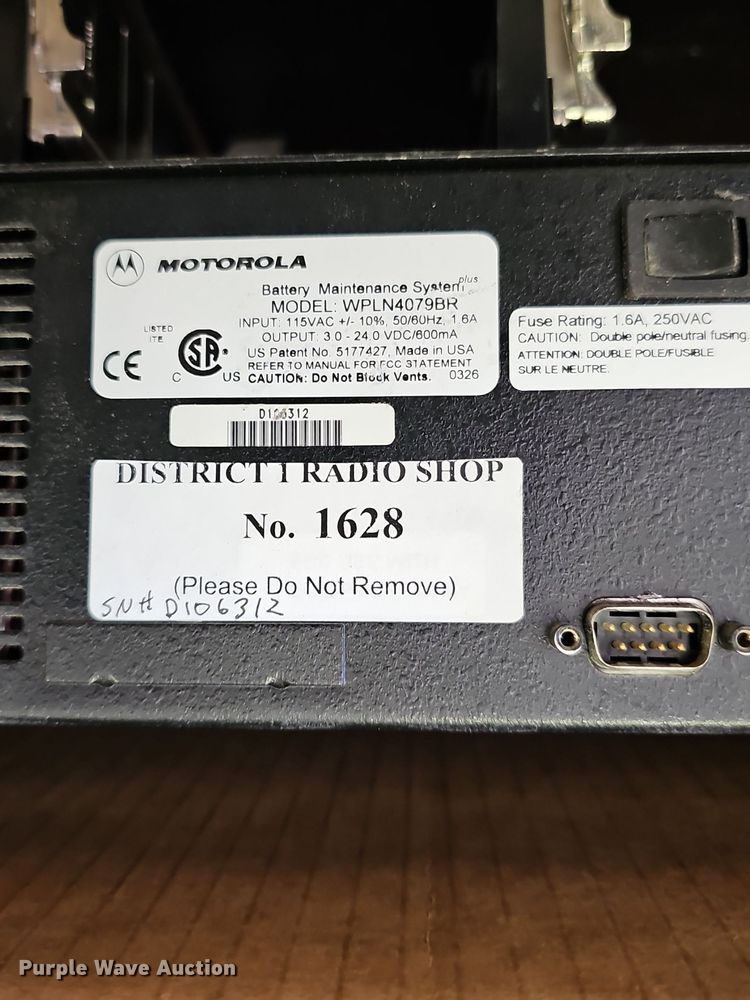 MOTOROLA
Battery Maintenance System plus
MODEL: WPLN4079BR
INPUT: 115VAC +/- 10%, 50/60Hz, 1.6A
OUTPUT: 3.0 - 24.0 VDC/600mA
US Patent No. 5177427, Made in USA
REFER TO MANUAL FOR FCC STATEMENT
CAUTION: Do Not Block Vents. 0326
LISTED
ITE
CE
C SA US
Fuse Rating: 1.6A, 250VAC
CAUTION: Double pole/neutral fusing.
ATTENTION: DOUBLE POLE/FUSIBLE
SUR LE NEUTRE.
D106312
DISTRICT 1 RADIO SHOP
No. 1628
(Please Do Not Remove)
SN# D106312
Purple Wave Auction